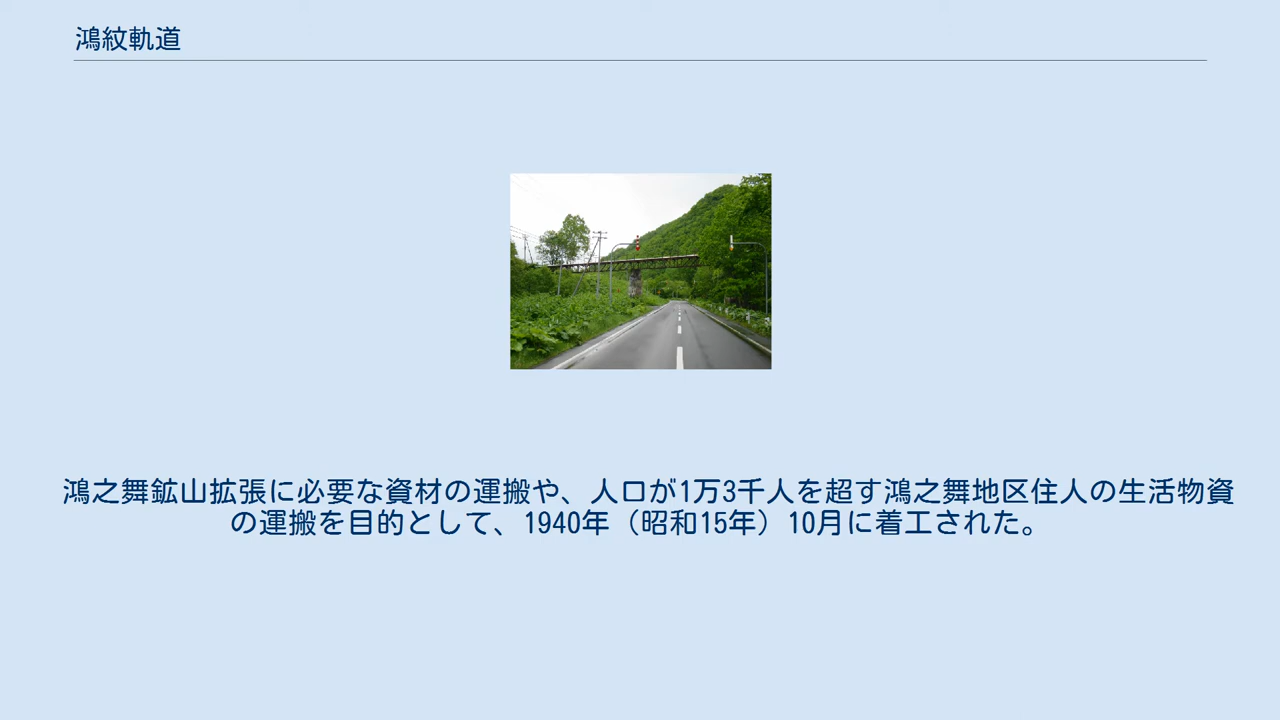 鴻紋軌道
鴻之舞鉱山拡張に必要な資材の運搬や、人口が1万3千人を超す鴻之舞地区住人の生活物資
の運搬を目的として、1940年（昭和15年）10月に着工された。